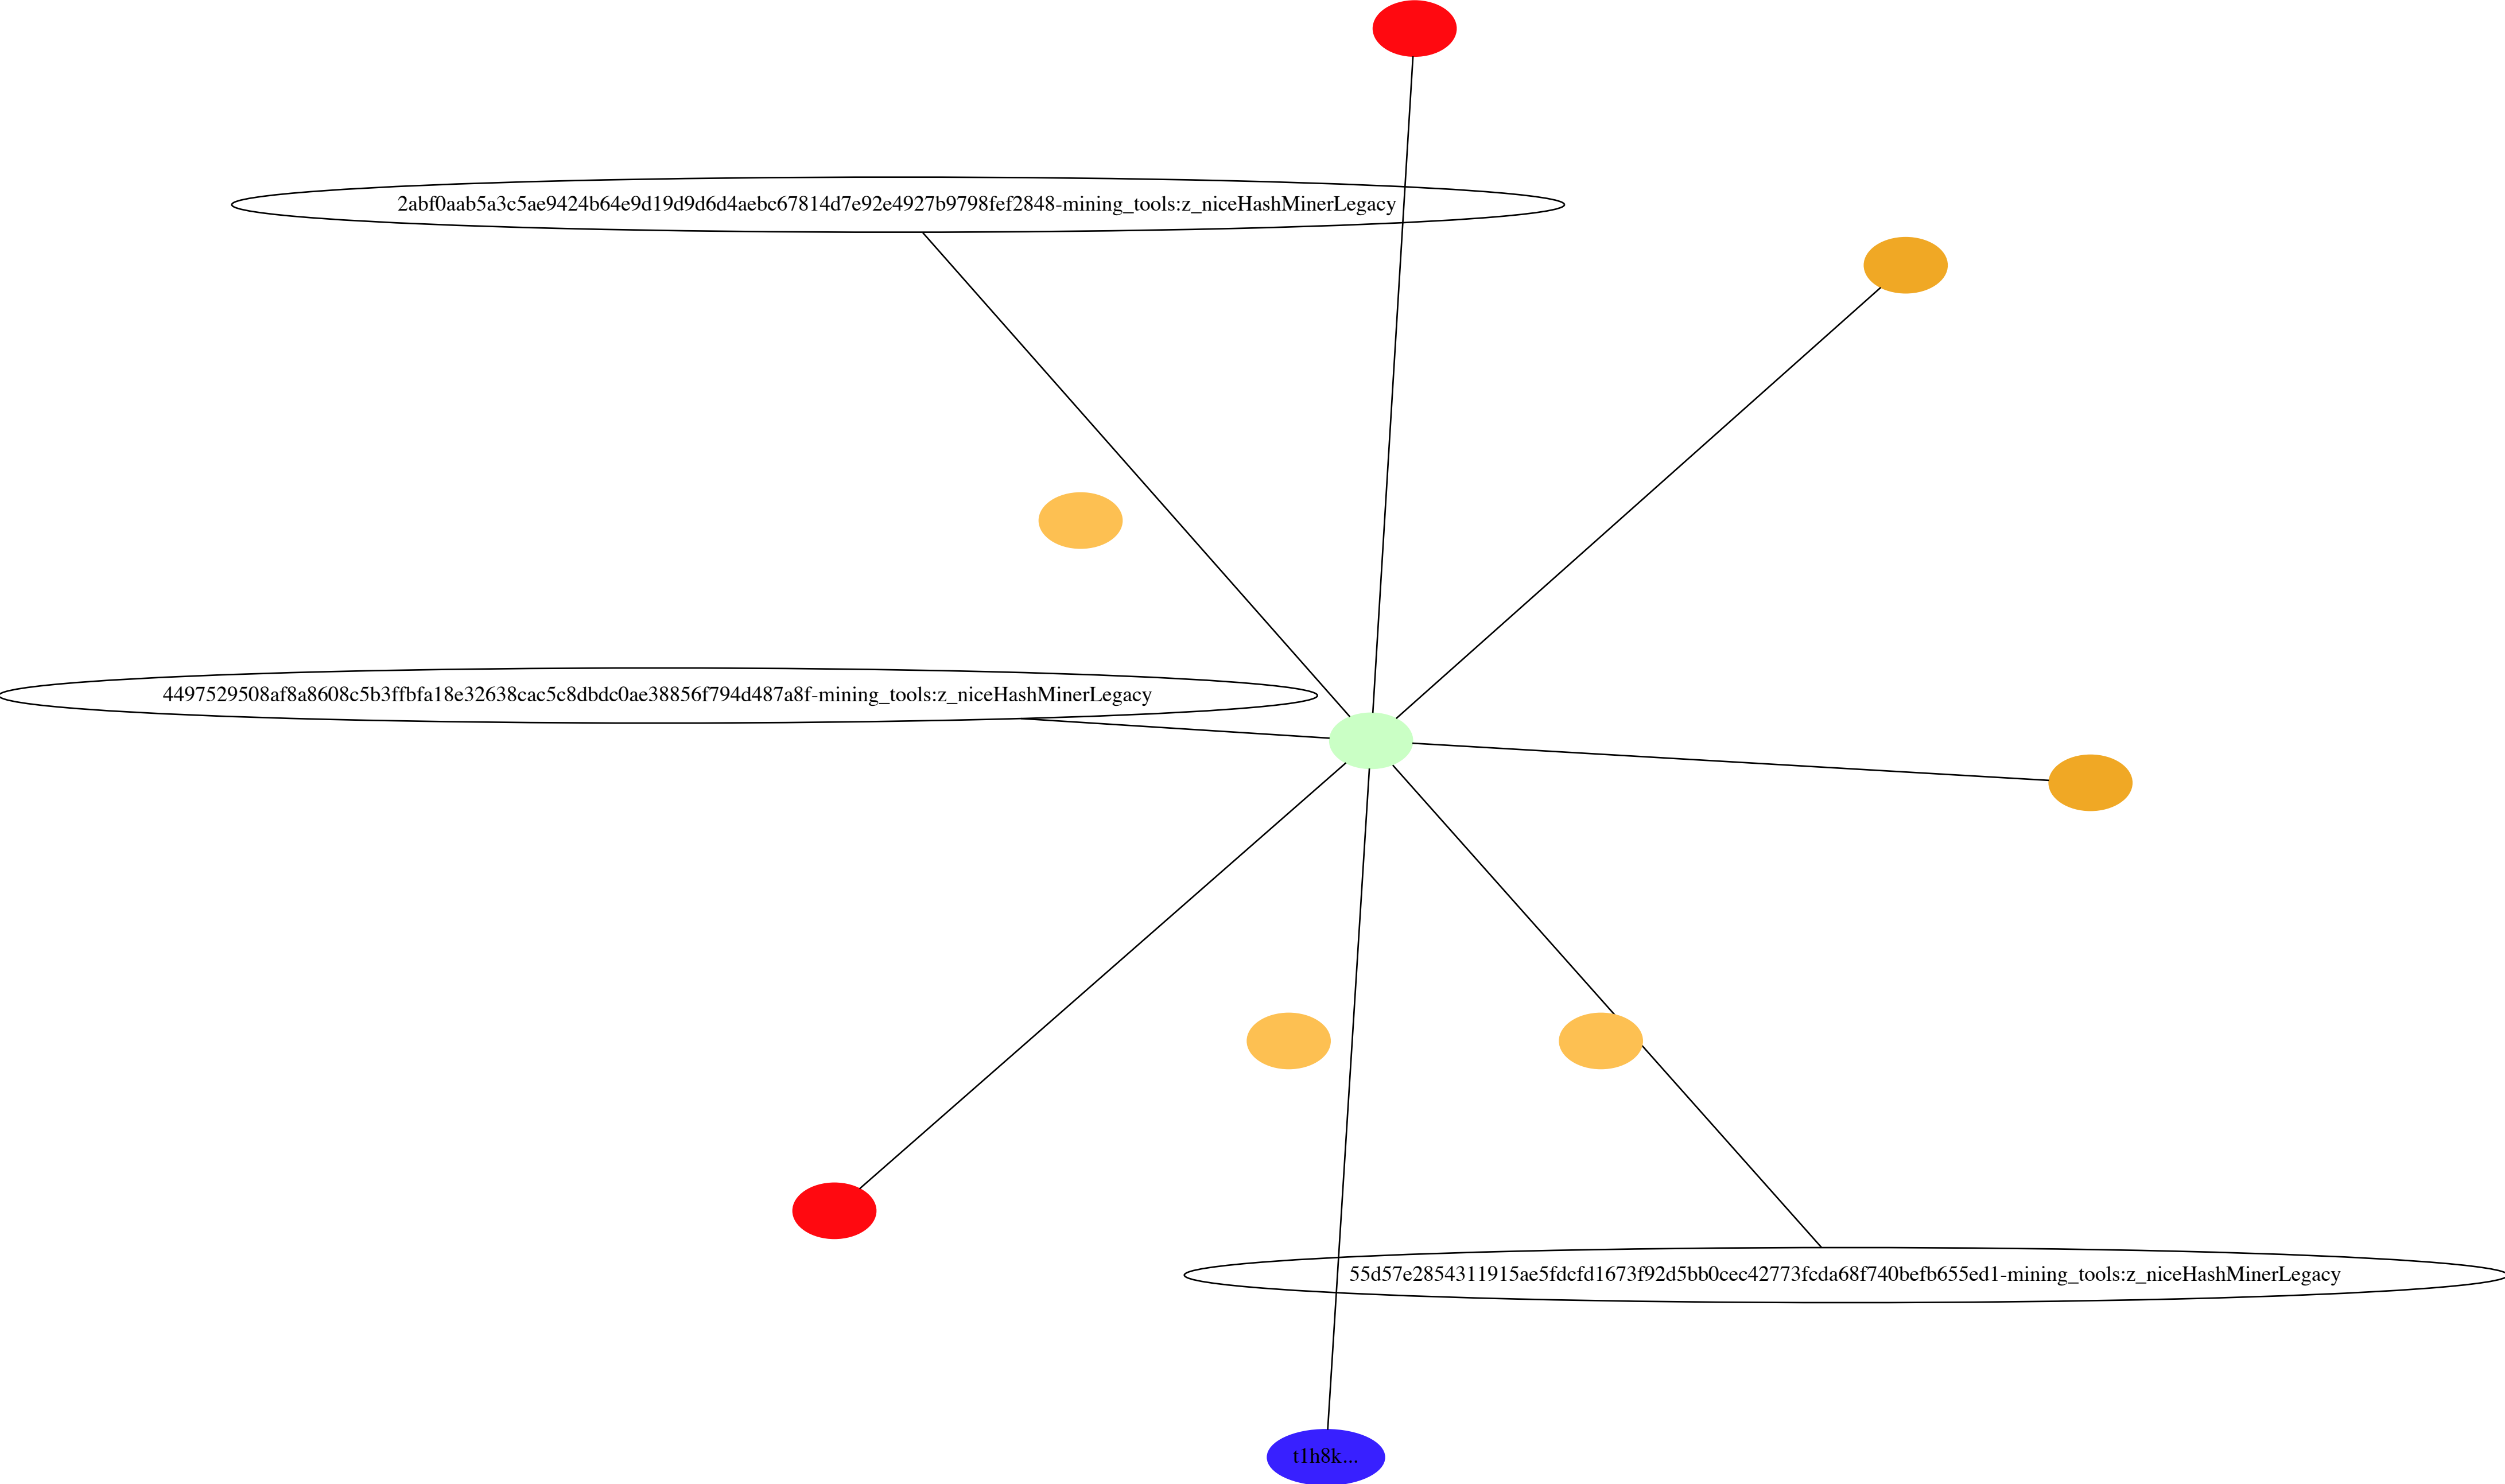 2abf0aab5a3c5ae9424b64e9d19d9d6d4aebc67814d7e92e4927b9798fef2848-mining_tools:z_niceHashMinerLegacy
4497529508af8a8608c5b3ffbfa18e32638cac5c8dbdc0ae38856f794d487a8f-mining_tools:z_niceHashMinerLegacy
55d57e2854311915ae5fdcfd1673f92d5bb0cec42773fcda68f740befb655ed1-mining_tools:z_niceHashMinerLegacy
t1h8k...